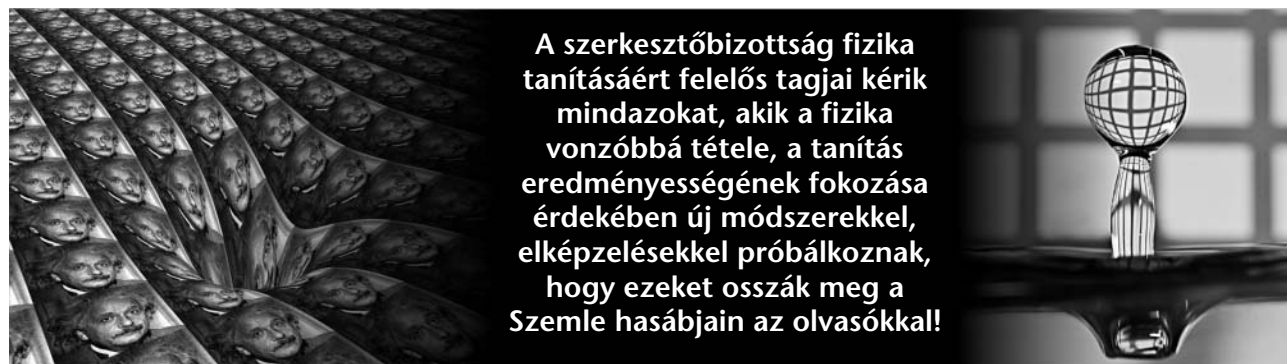 A szerkesztőbizottság fizika
tanításáért felelős tagjai kérik
mindazokat, akik a fizika
vonzóbbá tétele, a tanítás
eredményességének fokozása
érdekében új módszerekkel,
elképzelésekkel próbálkoznak,
hogy ezeket osszák meg a
Szemle hasábjain az olvasókkal!